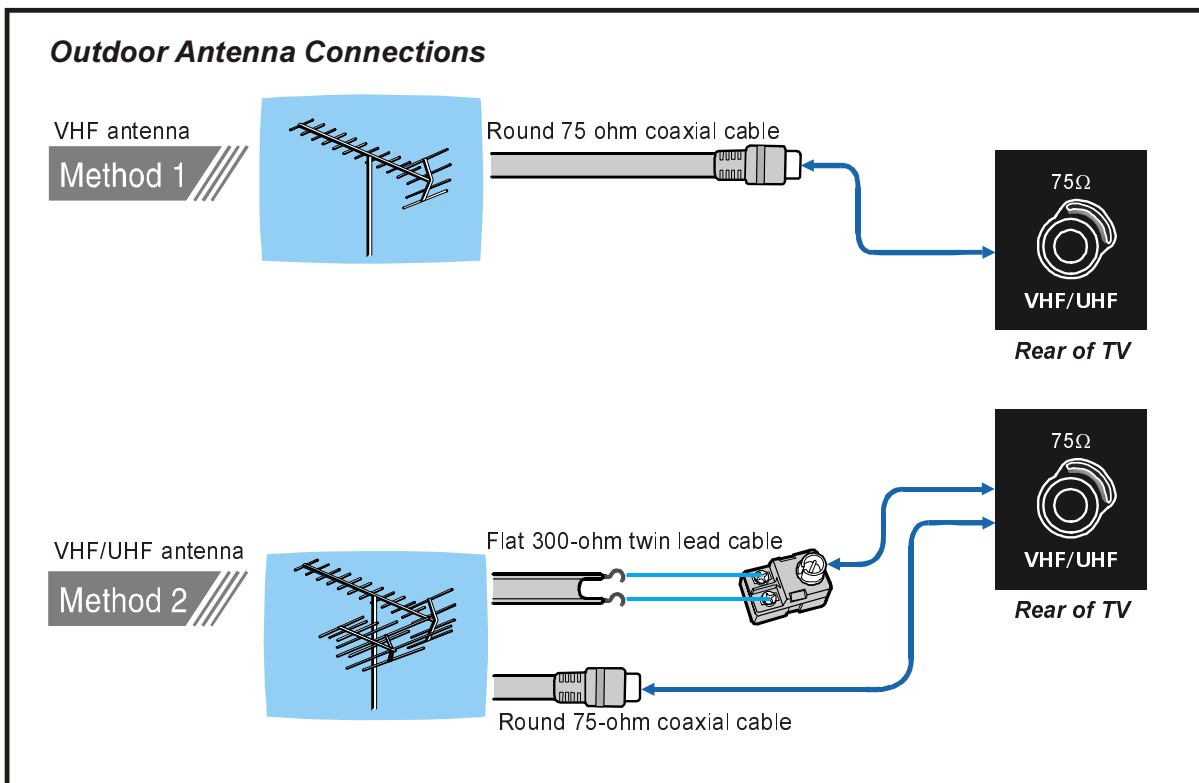 Outdoor Antenna Connections
VHF antenna
Method 1
Round 75 ohm coaxial cable
75Ω
VHF/UHF
Rear of TV
VHF/UHF antenna
Method 2
Flat 300-ohm twin lead cable
Round 75-ohm coaxial cable
75Ω
VHF/UHF
Rear of TV